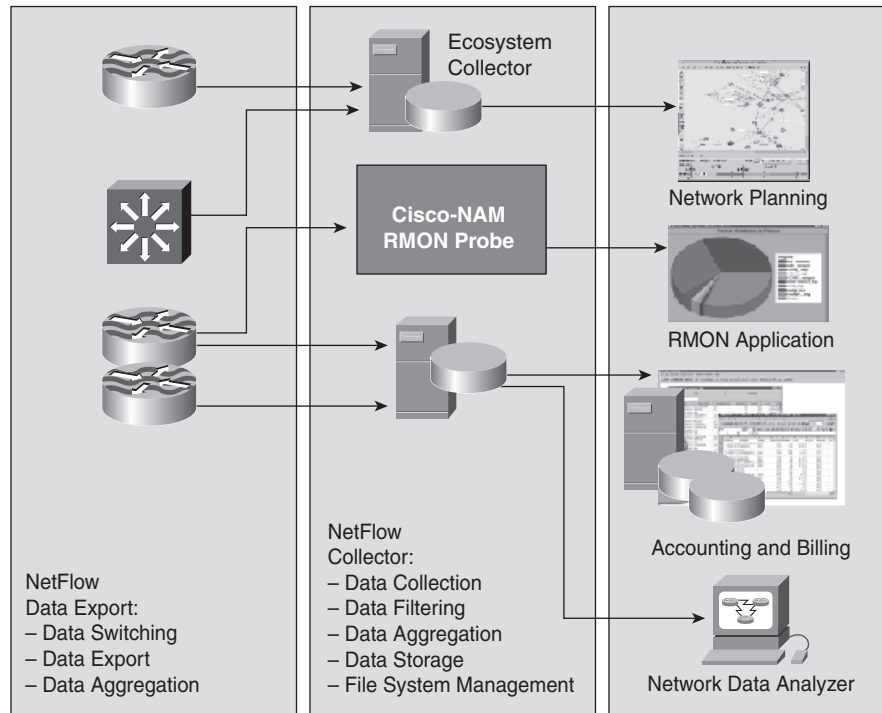 Ecosystem
Collector
Network Planning
Cisco-NAM
RMON Probe
RMON Application
Accounting and Billing
NetFlow
Data Export:
– Data Switching
– Data Export
– Data Aggregation
NetFlow
Collector:
– Data Collection
– Data Filtering
– Data Aggregation
– Data Storage
– File System Management
Network Data Analyzer